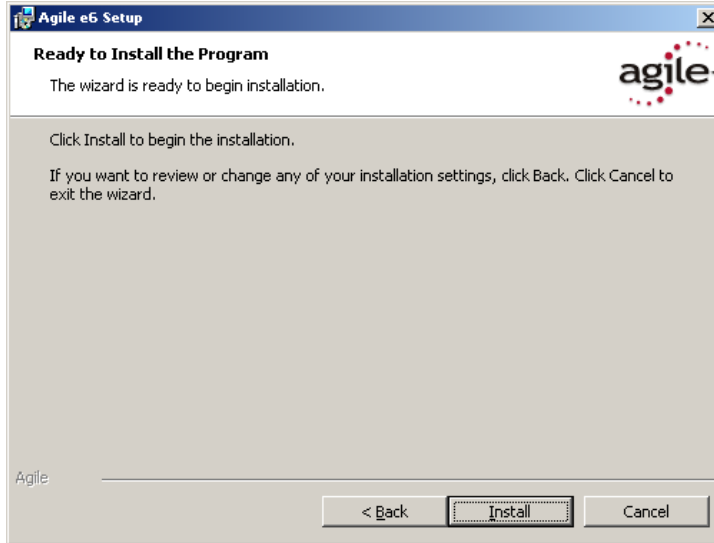 Agile e6 Setup
Ready to Install the Program
The wizard is ready to begin installation.
agile
Click Install to begin the installation.
If you want to review or change any of your installation settings, click Back. Click Cancel to
exit the wizard.
Agile
< Back
Install
Cancel